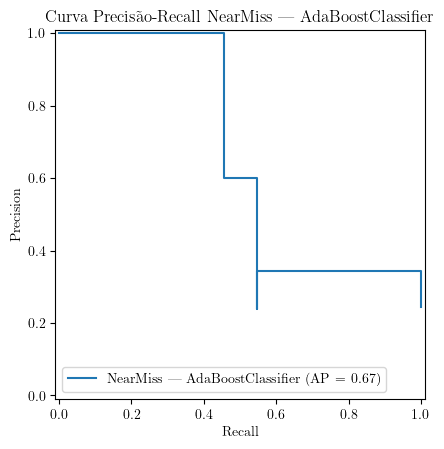 Curva Precisão-Recall NearMiss — AdaBoostClassifier
1.0
0.8
0.6
0.4
0.2
0.0
Precision
NearMiss — AdaBoostClassifier (AP = 0.67)
0.0 0.2 0.4 0.6 0.8 1.0
Recall